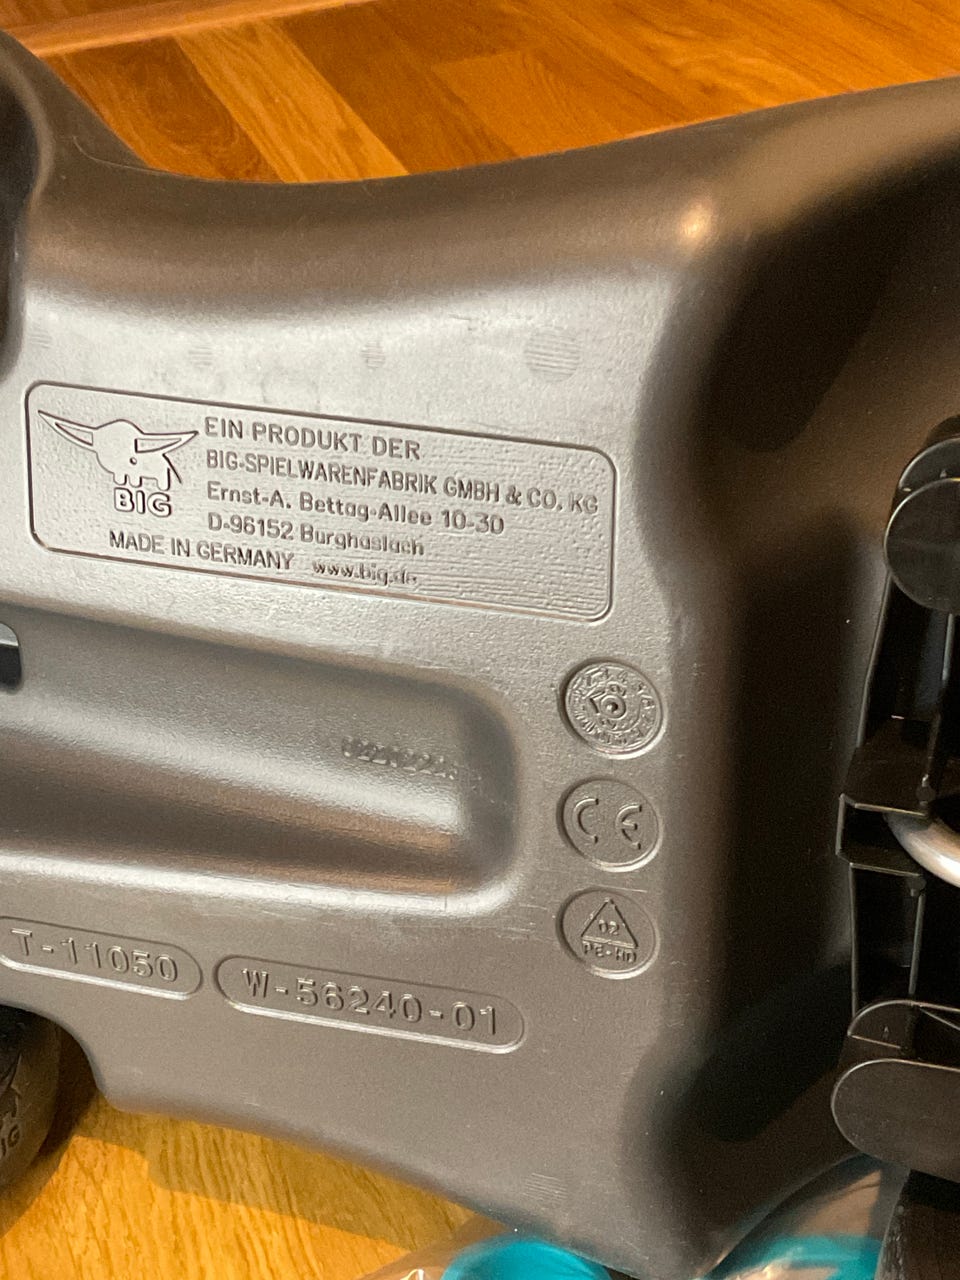 BIG
EIN PRODUKT DER
BIG-SPIELWARENFABRIK GMBH & CO. KG
Ernst-A. Bettag-Allee 10-30
D-96152 Burghaslach
MADE IN GERMANY www.big.de
CE
02
PE-HD
T-11050
W-56240-01